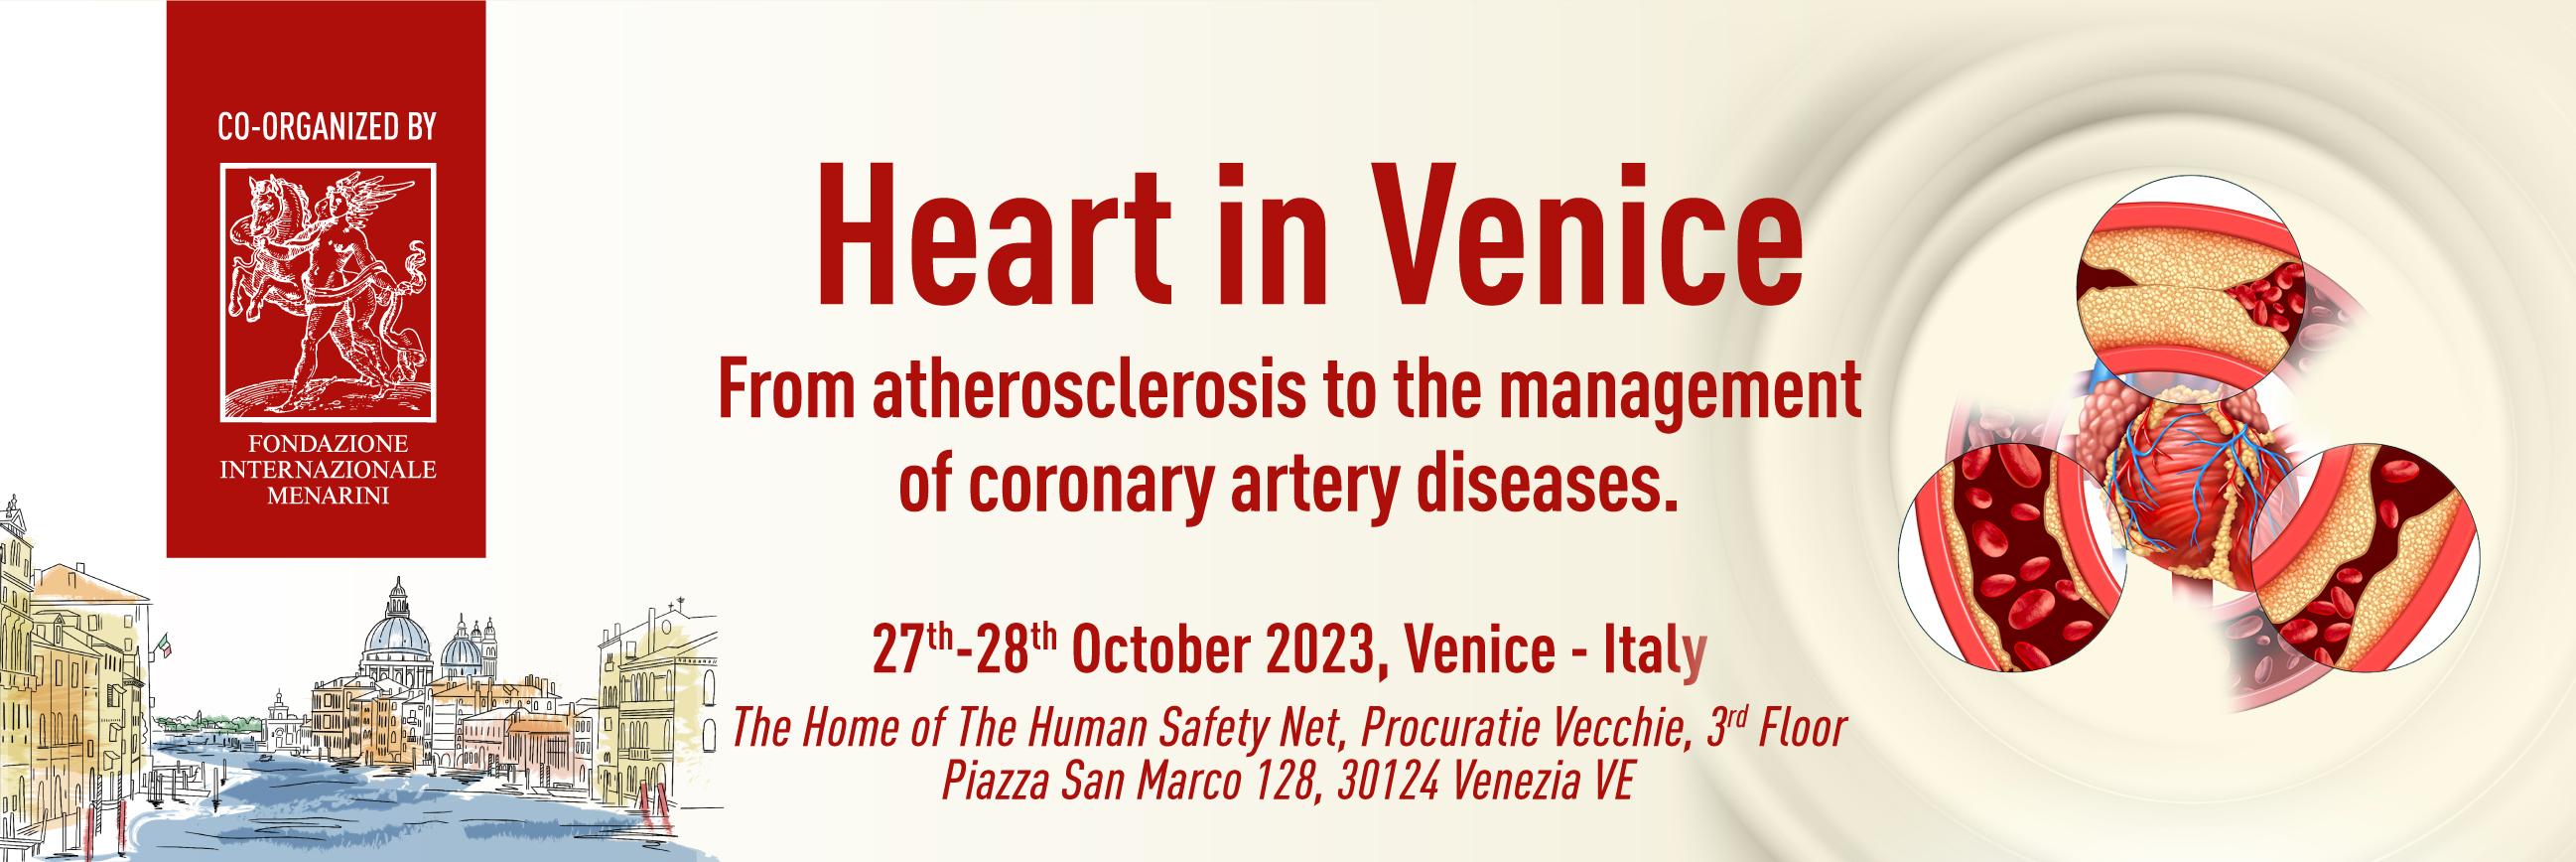 CO-ORGANIZED BY
FONDAZIONE
INTERNAZIONALE
MENARINI
Heart in Venice
From atherosclerosis to the management
of coronary artery diseases.
27th-28th October 2023, Venice - Italy
The Home of The Human Safety Net, Procuratie Vecchie, 3rd Floor
Piazza San Marco 128, 30124 Venezia VE